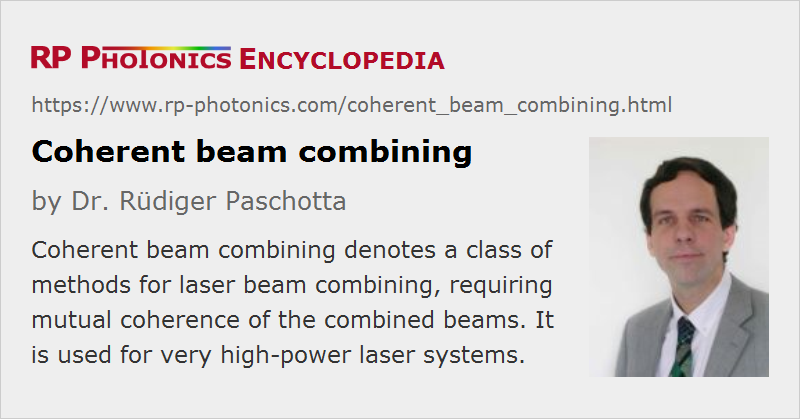 RP PHOTONICS ENCYCLOPEDIA
https://www.rp-photonics.com/coherent_beam_combining.html
Coherent beam combining
by Dr. Rüdiger Paschotta
Coherent beam combining denotes a class of
methods for laser beam combining, requiring
mutual coherence of the combined beams. It
is used for very high-power laser systems.